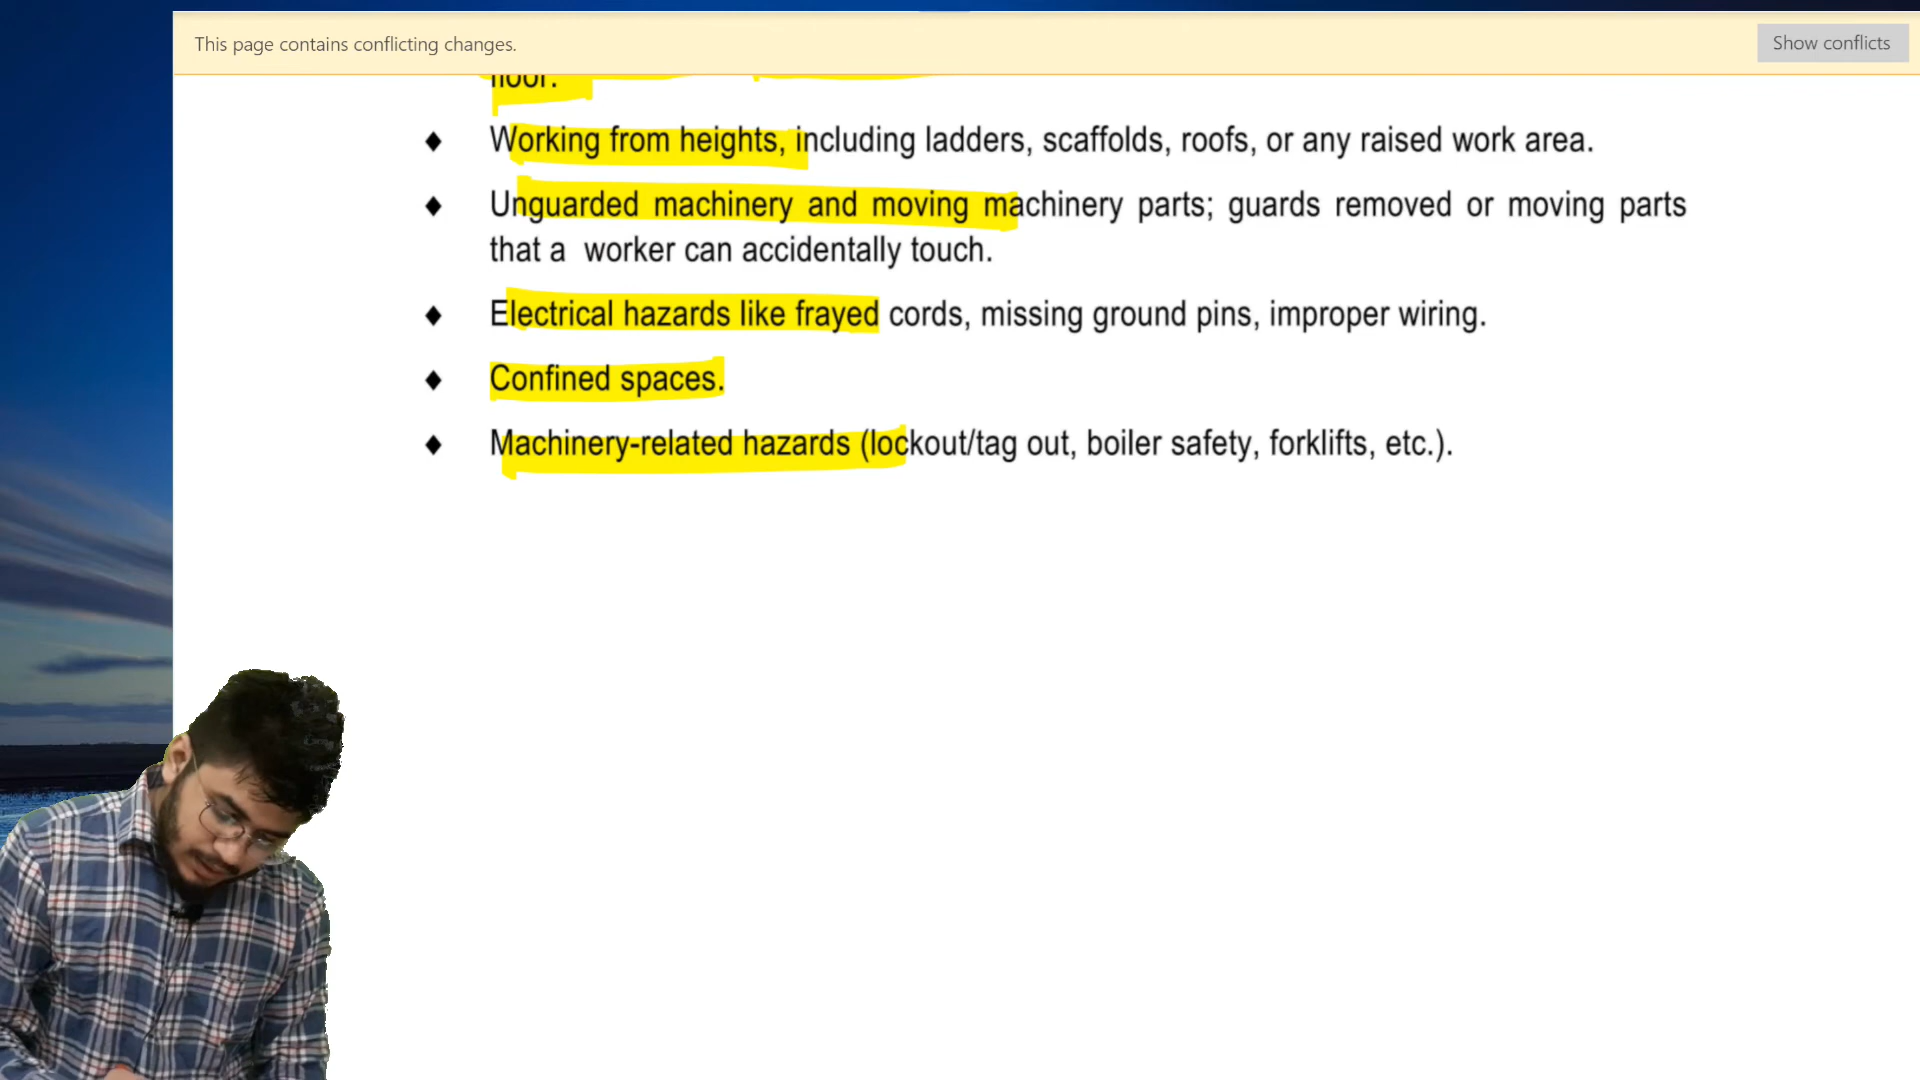 This page contains conflicting changes.
Show conflicts
floor.
♦ Working from heights, including ladders, scaffolds, roofs, or any raised work area.
♦ Unguarded machinery and moving machinery parts; guards removed or moving parts
that a worker can accidentally touch.
♦ Electrical hazards like frayed cords, missing ground pins, improper wiring.
♦ Confined spaces.
♦ Machinery-related hazards (lockout/tag out, boiler safety, forklifts, etc.).